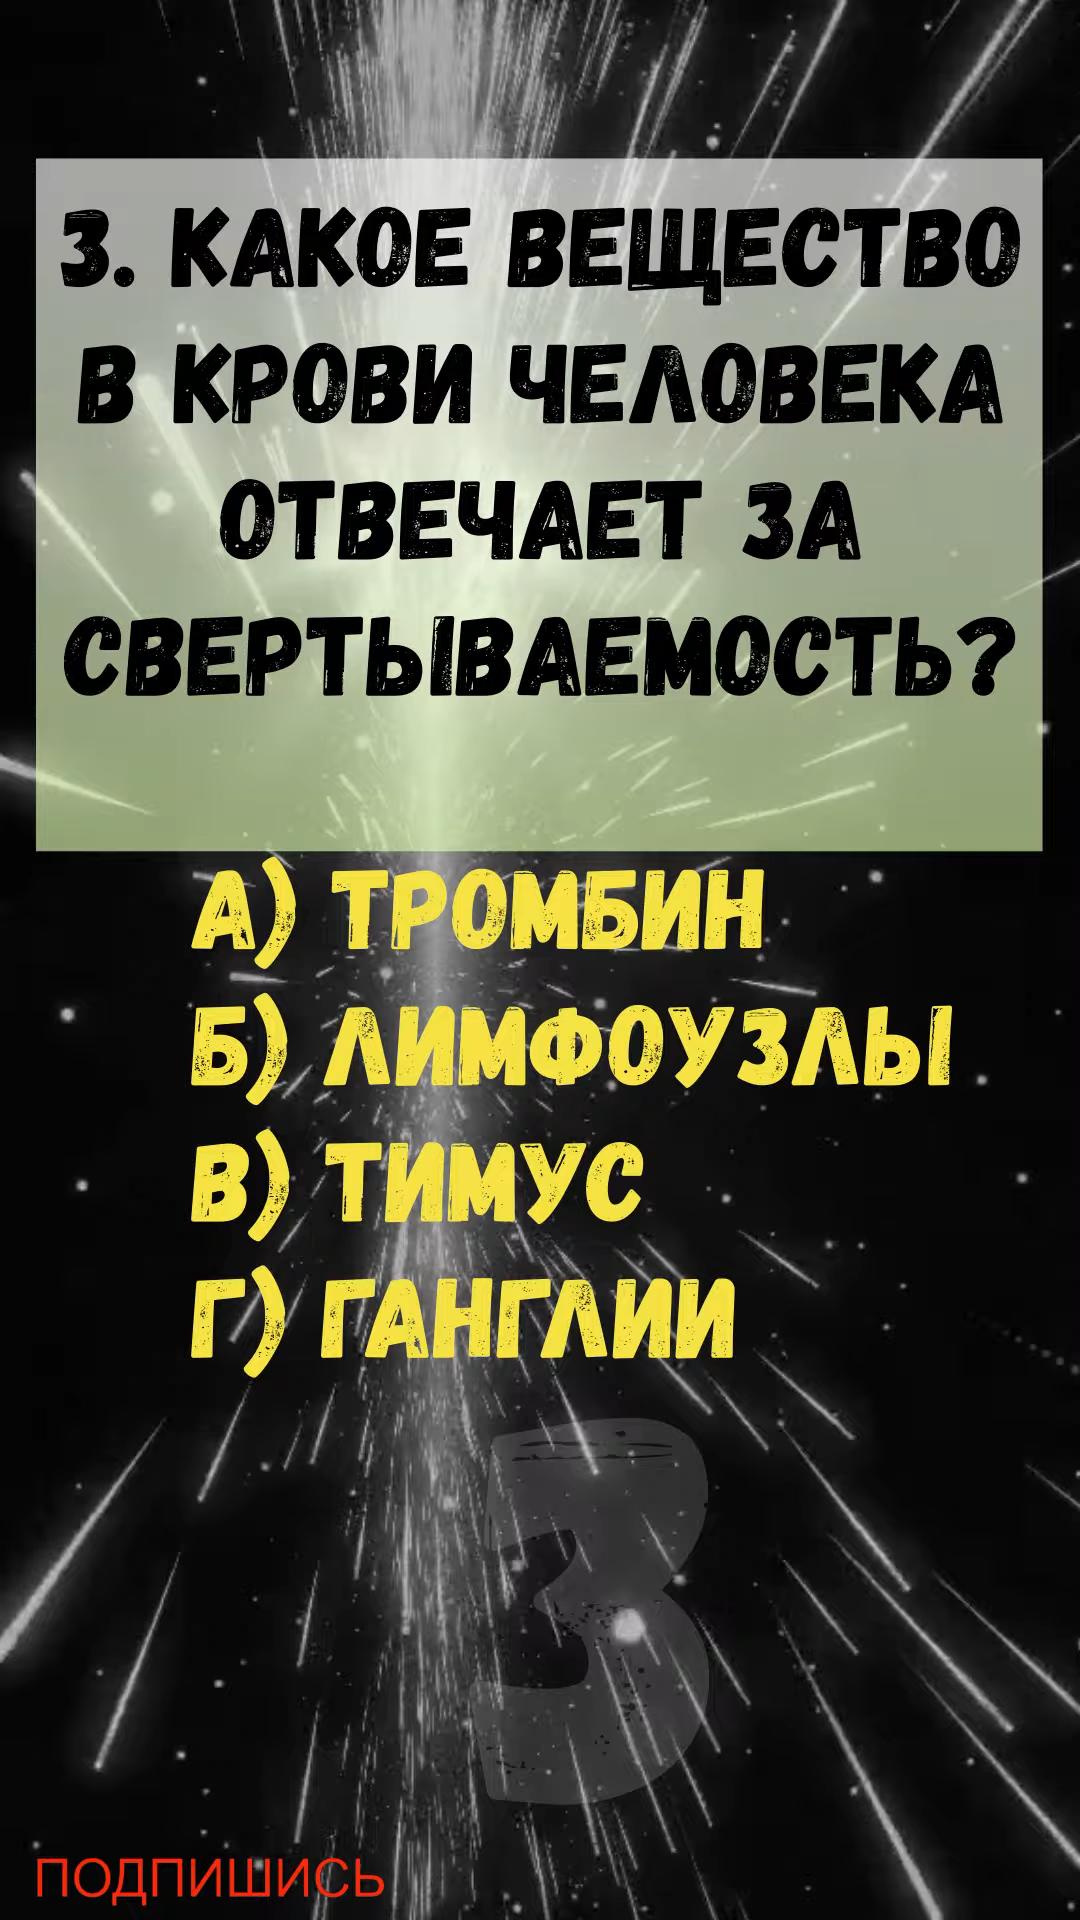 3. КАКОЕ ВЕЩЕСТВО
В КРОВИ ЧЕЛОВЕКА
ОТВЕЧАЕТ ЗА
СВЕРТЫВАЕМОСТЬ?
А) ТРОМБИН
Б) ЛИМФОУЗЛЫ
В) ТИМУС
Г) ГАНГЛИИ
3
ПОДПИШИСЬ